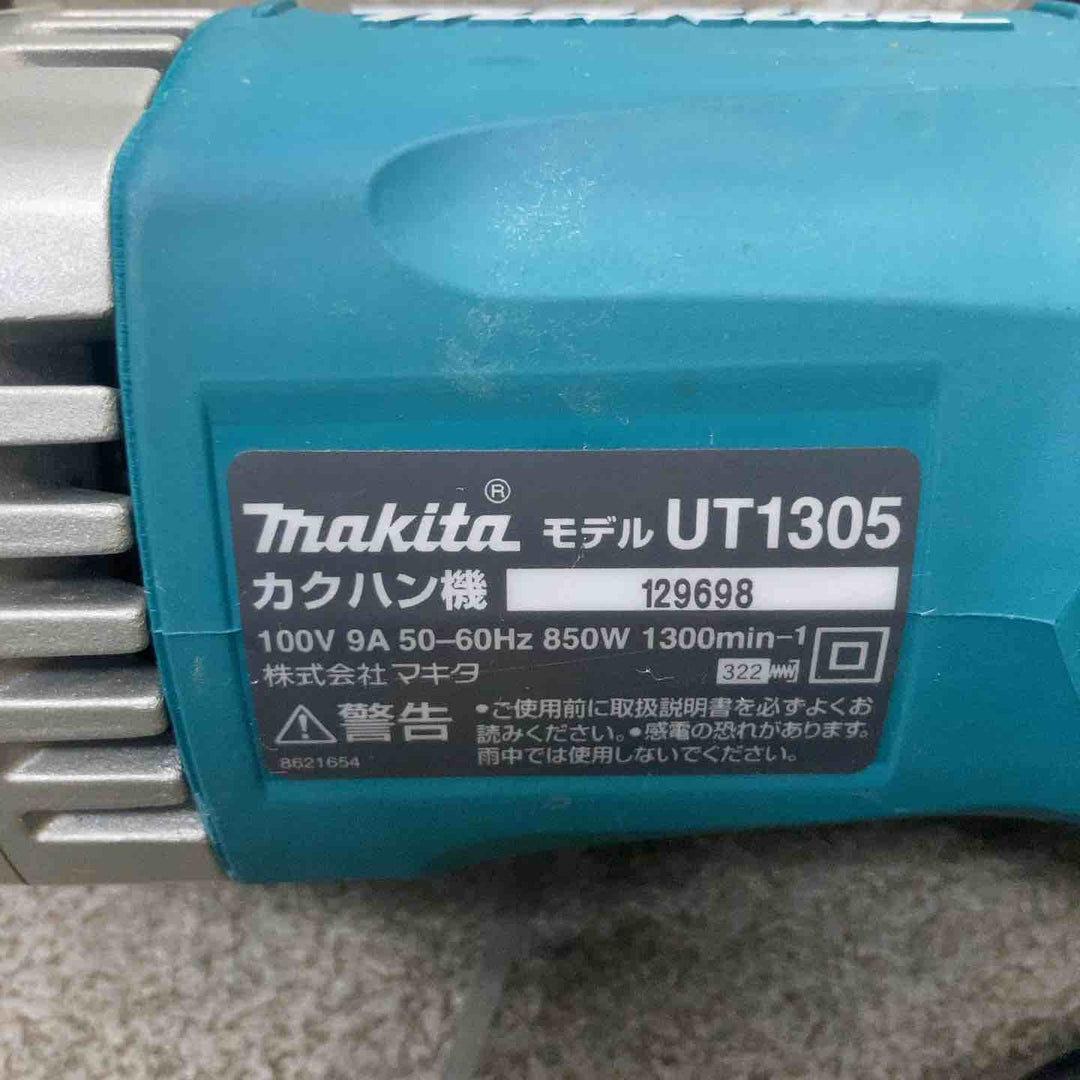 makita® モデル UT1305
カクハン機 129698
100V 9A 50–60Hz 850W 1300min-1
株式会社 マキタ 322
警告 •ご使用前に取扱説明書を必ずよくお
読みください。•感電の恐れがあります。
雨中では使用しないでください。
8621654